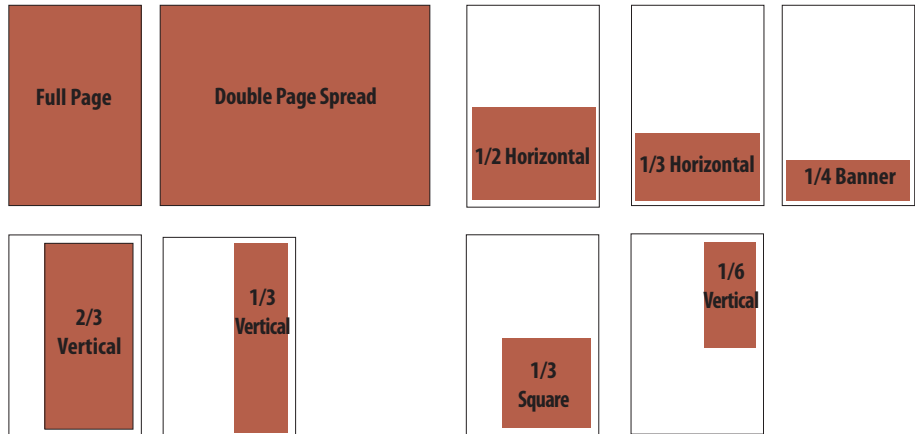 Full Page
Double Page Spread
1/2 Horizontal
1/3 Horizontal
1/4 Banner
2/3
Vertical
1/3
Vertical
1/3
Square
1/6
Vertical